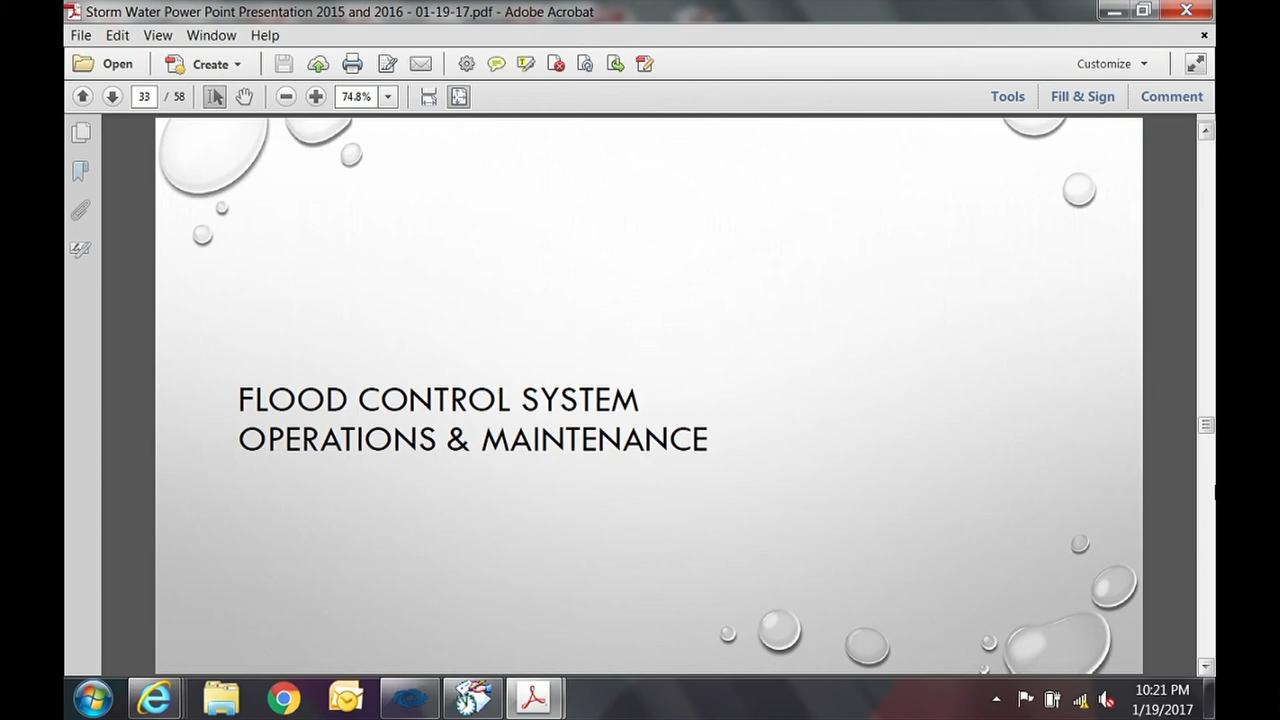 Storm Water Power Point Presentation 2015 and 2016 - 01-19-17.pdf - Adobe Acrobat
File Edit View Window Help
Open Create Customize
33 / 58 74.8% Tools Fill & Sign Comment
FLOOD CONTROL SYSTEM
OPERATIONS & MAINTENANCE
10:21 PM
1/19/2017